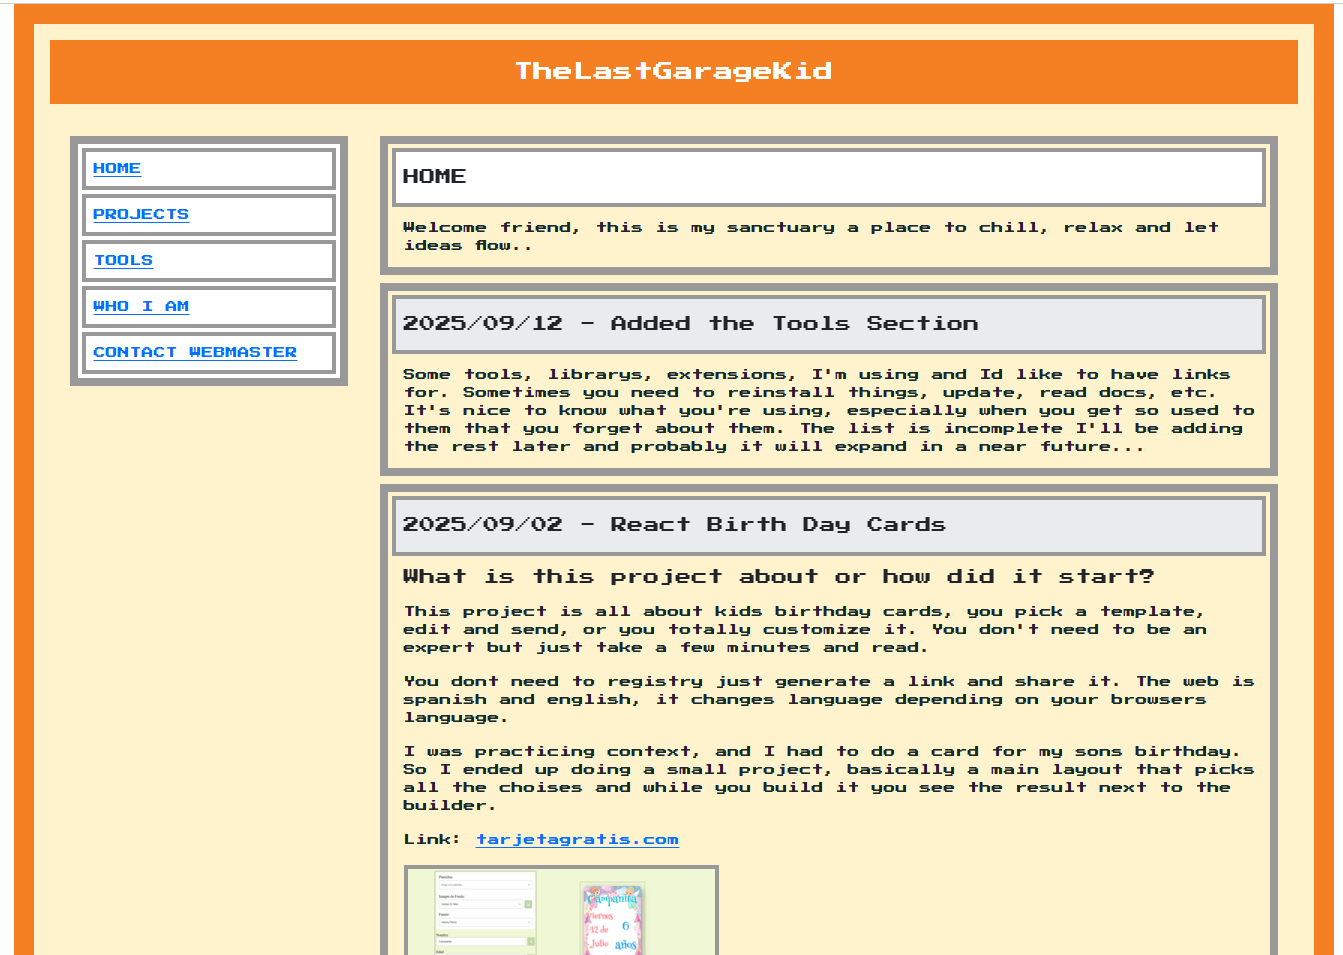 TheLastGarageKid
HOME
PROJECTS
TOOLS
WHO I AM
CONTACT WEBMASTER
HOME
Welcome friend, this is my sanctuary a place to chill, relax and let
ideas flow..
2025/09/12 - Added the Tools Section
Some tools, librarys, extensions, I'm using and Id like to have links
for. Sometimes you need to reinstall things, update, read docs, etc.
It's nice to know what you're using, especially when you get so used to
them that you forget about them. The list is incomplete I'll be adding
the rest later and probably it will expand in a near future...
2025/09/02 - React Birth Day Cards
What is this project about or how did it start?
This project is all about kids birthday cards, you pick a template,
edit and send, or you totally customize it. You don't need to be an
expert but just take a few minutes and read.
You dont need to registry just generate a link and share it. The web is
spanish and english, it changes language depending on your browsers
language.
I was practicing context, and I had to do a card for my sons birthday.
So I ended up doing a small project, basically a main layout that picks
all the choises and while you build it you see the result next to the
builder.
Link: tarjetagratis.com
Campanita
Viernes
12 de
Julio
6
años